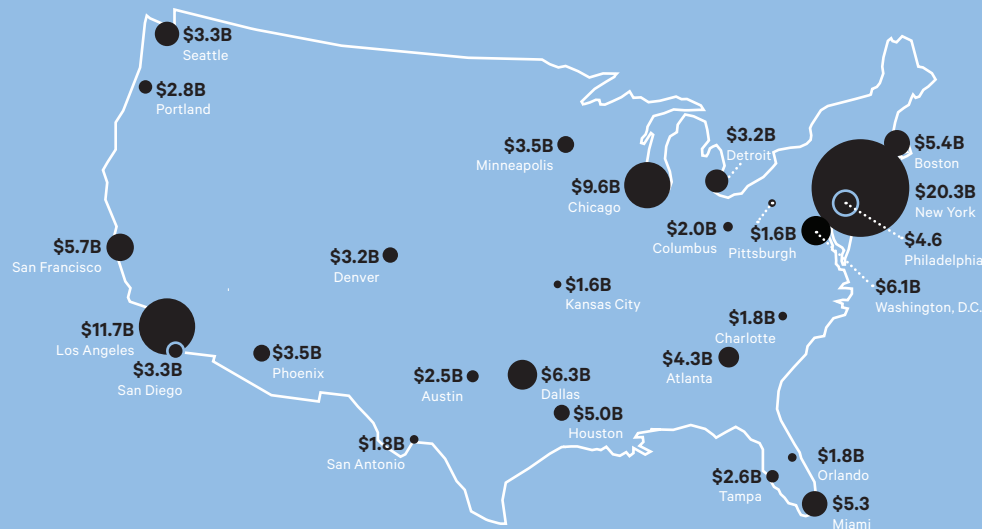 $3.3B
Seattle
$2.8B
Portland
$3.5B
Minneapolis
$9.6B
Chicago
$3.2B
Detroit
$5.4B
Boston
$20.3B
New York
$4.6
Philadelphia
$2.0B
Columbus
$1.6B
Pittsburgh
$6.1B
Washington, D.C.
$5.7B
San Francisco
$3.2B
Denver
$1.6B
Kansas City
$1.8B
Charlotte
$11.7B
Los Angeles
$3.3B
San Diego
$3.5B
Phoenix
$2.5B
Austin
$6.3B
Dallas
$4.3B
Atlanta
$5.0B
Houston
$1.8B
San Antonio
$1.8B
Orlando
$2.6B
Tampa
$5.3
Miami